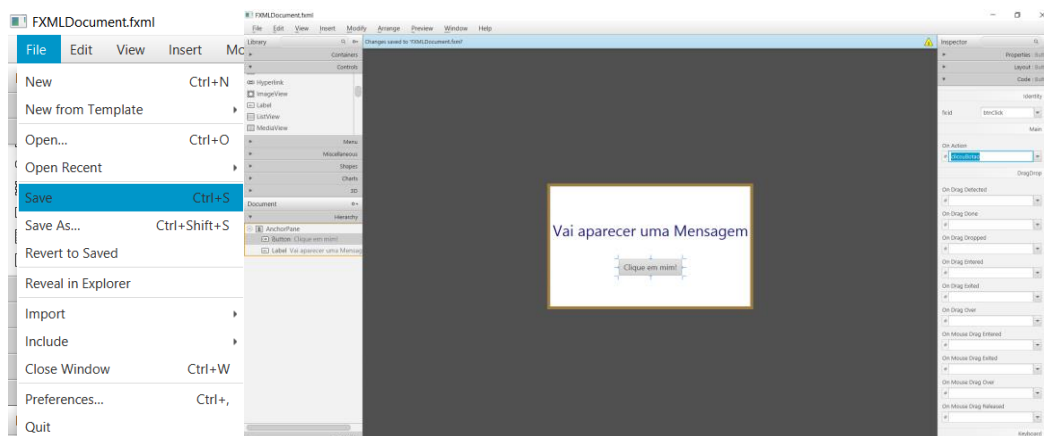 FXMLDocument.fxml
File Edit View Insert
New Ctrl+N
New from Template
Open... Ctrl+O
Open Recent
Save Ctrl+S
Save As... Ctrl+Shift+S
Revert to Saved
Reveal in Explorer
Import
Include
Close Window Ctrl+W
Preferences... Ctrl+,
Quit
FXMLDocument.fxml
File Edit View Insert Modify Arrange Preview Window Help
Library
Containers
Controls
Hyperlink
ImageView
Label
ListView
MediaView
Menu
Miscellaneous
Shapes
Charts
3D
Document
Hierarchy
AnchorPane
Button Clique em mim!
Label Vai aparecer uma Mensag
Changes saved to 'FXMLDocument.fxml'
Vai aparecer uma Mensagem
Clique em mim!
Inspector
Properties
Layout
Code
Identity
fx:id btnClick
Main
On Action
DragDrop
On Drag Detected
On Drag Done
On Drag Dropped
On Drag Entered
On Drag Exited
On Drag Over
On Mouse Drag Entered
On Mouse Drag Exited
On Mouse Drag Over
On Mouse Drag Released
Keyboard